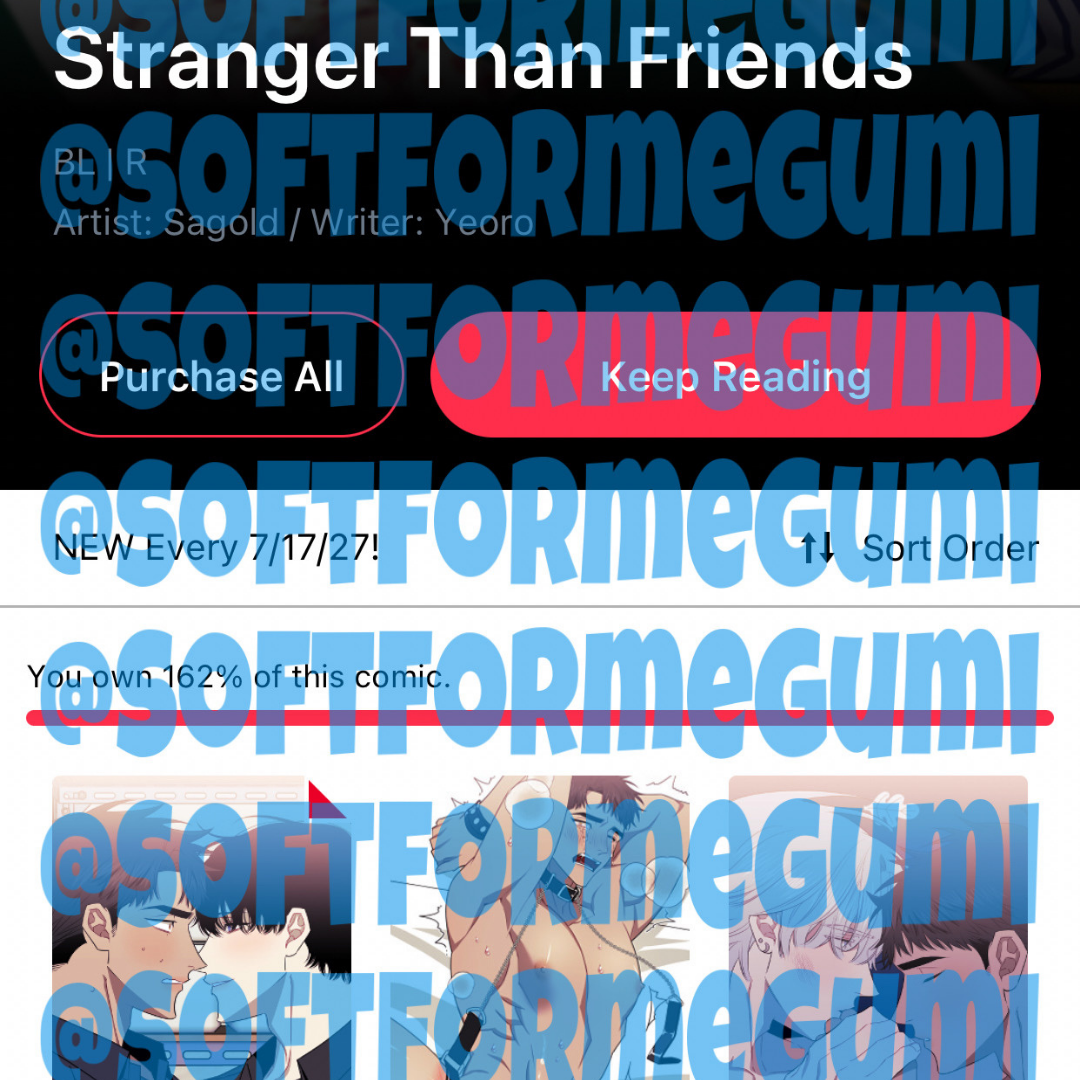 @SOFTFORMEGUMI
Stranger Than Friends
@SOFTFORMEGUMI
BL | R
Artist: Sagold / Writer: Yeoro
@SOFTFORMEGUMI
Purchase All
Keep Reading
@SOFTFORMEGUMI
NEW Every 7/17/27!
Sort Order
@SOFTFORMEGUMI
You own 162% of this comic.
@SOFTFORMEGUMI
@SOFTFORMEGUMI